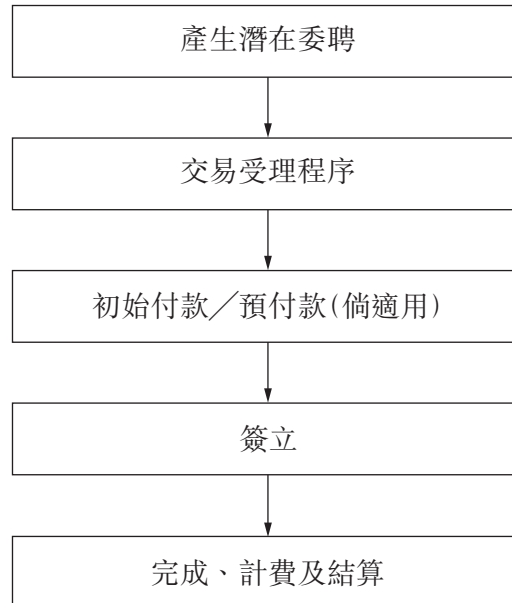 產生潛在委聘
交易受理程序
初始付款／預付款(倘適用)
簽立
完成、計費及結算